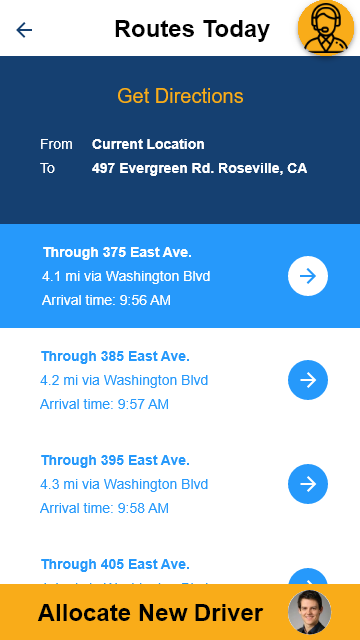 Routes Today
Get Directions
From Current Location
To 497 Evergreen Rd. Roseville, CA
Through 375 East Ave.
4.1 mi via Washington Blvd
Arrival time: 9:56 AM
Through 385 East Ave.
4.2 mi via Washington Blvd
Arrival time: 9:57 AM
Through 395 East Ave.
4.3 mi via Washington Blvd
Arrival time: 9:58 AM
Through 405 East Ave.
Allocate New Driver